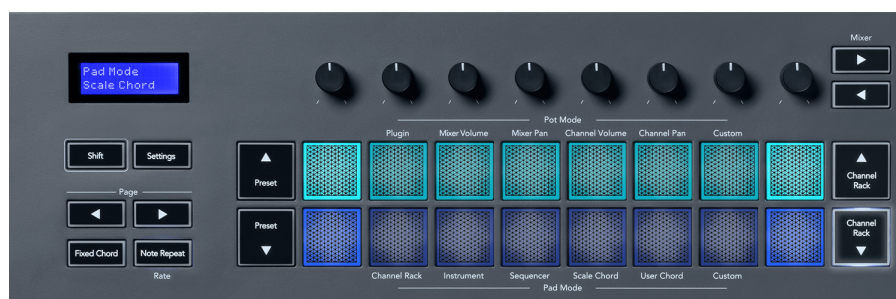 Mixer
Pad Mode
Scale Chord
Pot Mode
Plugin
Mixer Volume
Mixer Pan
Channel Volume
Channel Pan
Custom
Shift
Settings
Preset
Channel
Rack
Page
Preset
Channel
Rack
Fixed Chord
Note Repeat
Rate
Channel Rack
Instrument
Sequencer
Scale Chord
User Chord
Custom
Pad Mode